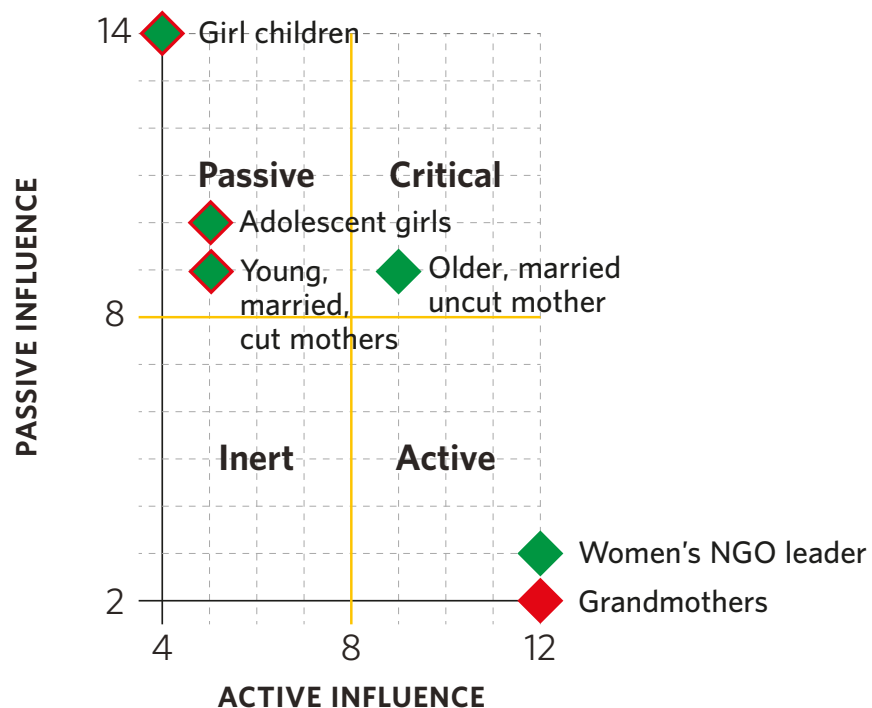 14
Girl children
Passive
Critical
Adolescent girls
Young,
married,
cut mothers
Older, married
uncut mother
8
PASSIVE INFLUENCE
Inert
Active
Women's NGO leader
2
Grandmothers
4
8
12
ACTIVE INFLUENCE